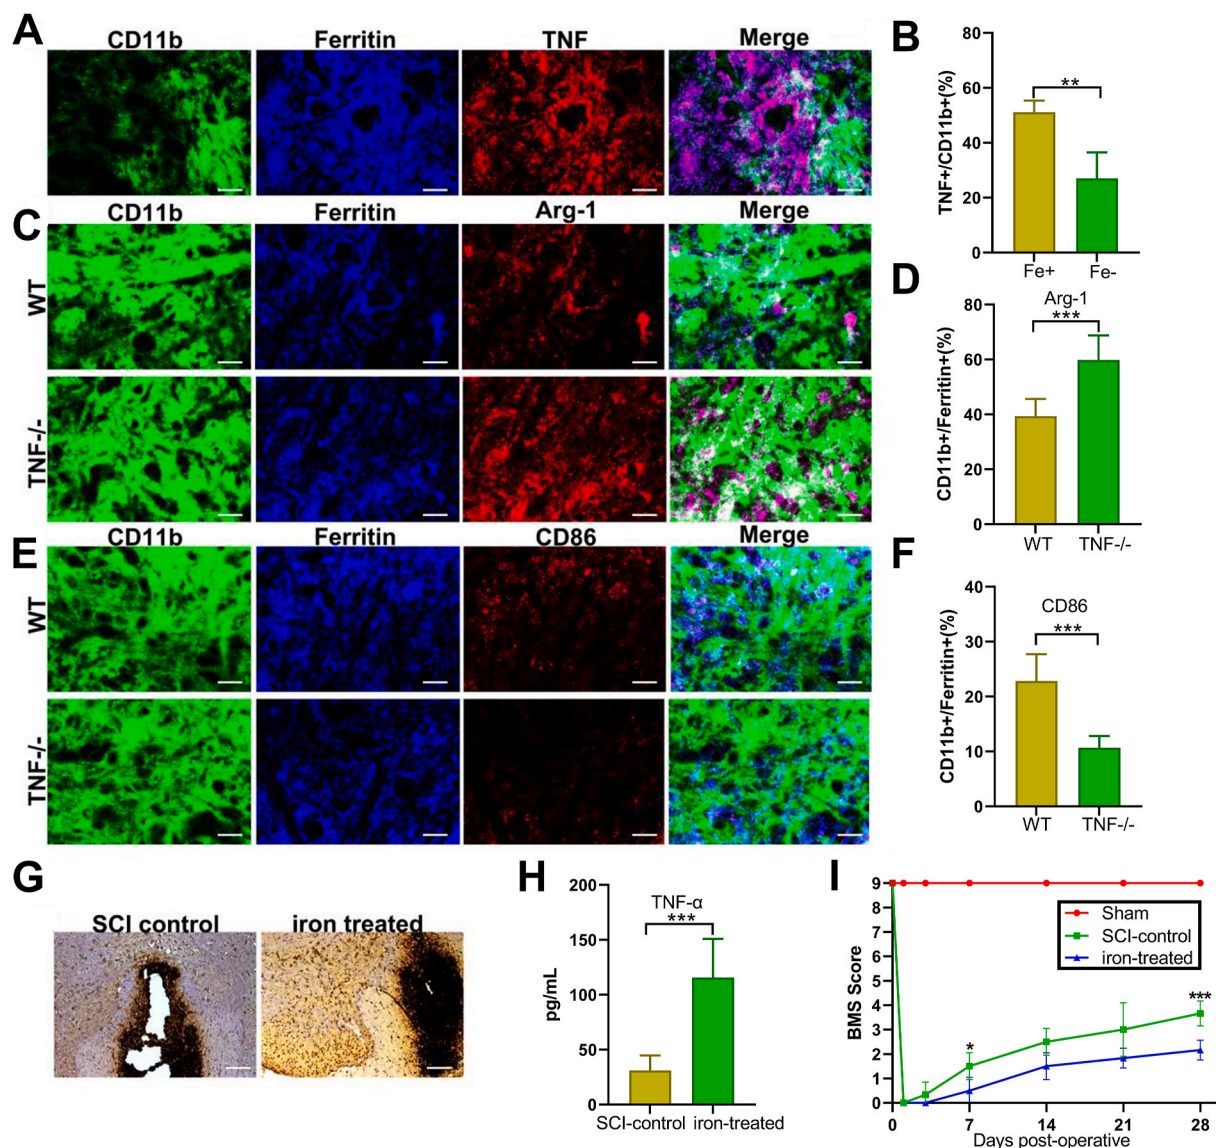 A
CD11b Ferritin TNF Merge
B
80
60
40
20
0
TNF+/CD11b+(%)
**
Fe+ Fe-
C
CD11b Ferritin Arg-1 Merge
WT
TNF-/-
D
80
60
40
20
0
CD11b+/Ferritin+(%)
Arg-1
***
WT TNF-/-
E
CD11b Ferritin CD86 Merge
WT
TNF-/-
F
40
30
20
10
0
CD11b+/Ferritin+(%)
CD86
***
WT TNF-/-
G
SCI control iron treated
H
200
150
100
50
0
pg/mL
TNF-α
***
SCI-control iron-treated
I
9
8
7
6
5
4
3
2
1
0
BMS Score
Sham
SCI-control
iron-treated
*
***
0 7 14 21 28
Days post-operative